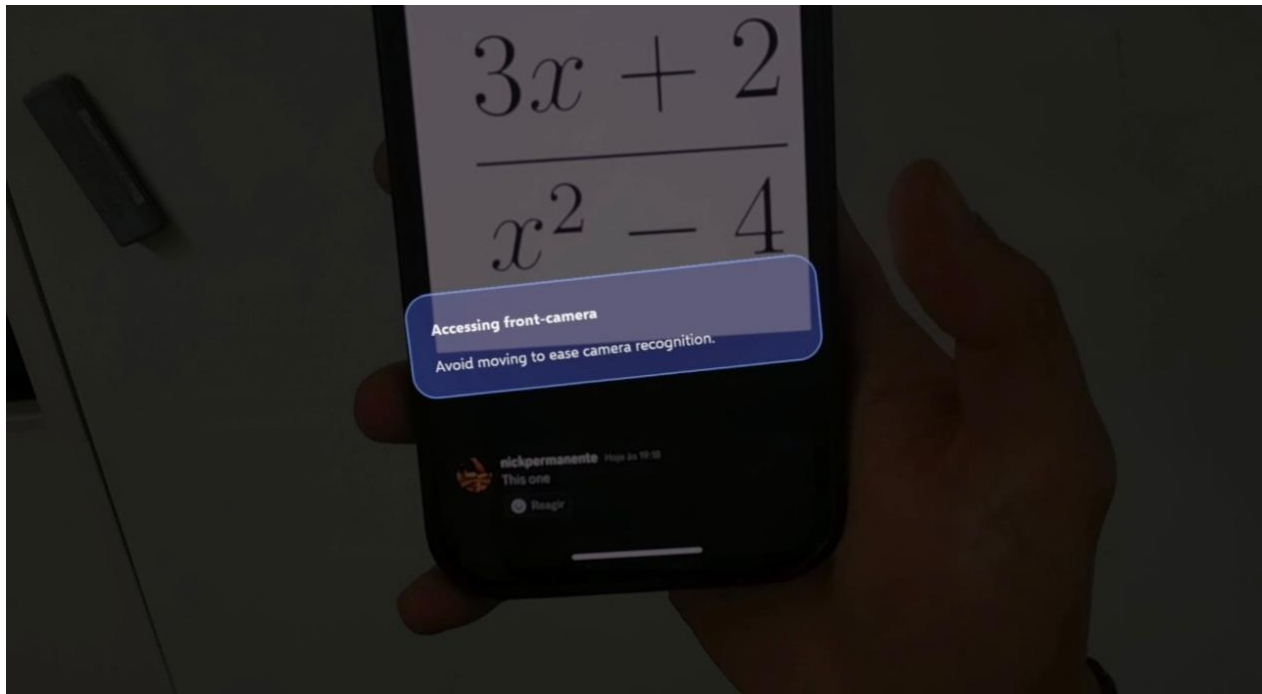 3x + 2
x² − 4
Accessing front-camera
Avoid moving to ease camera recognition.
nickpermanente Hoje às 19:18
This one
Reagir